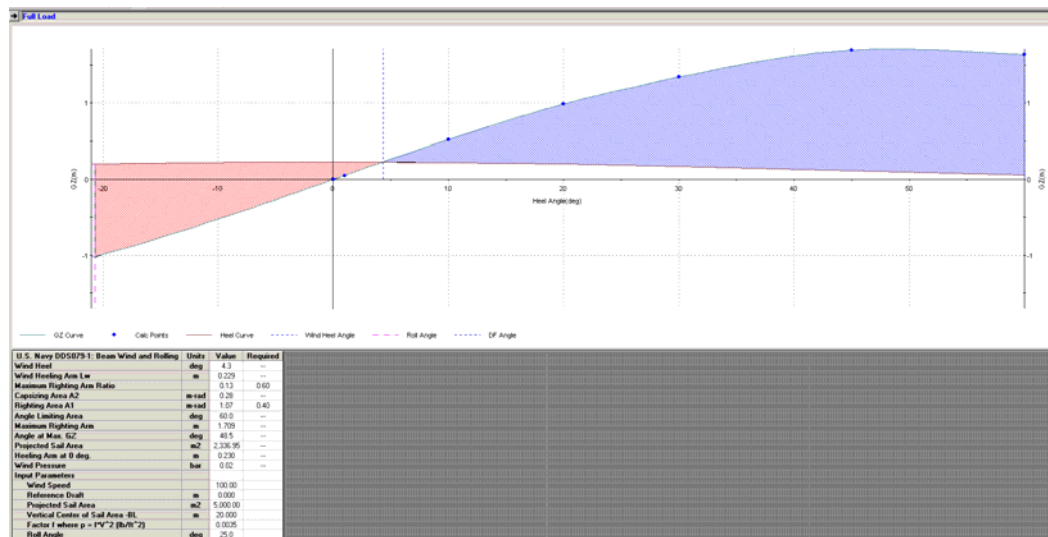 Full Load
1
1
GZ(m)
0
-20
-10
0
10
20
30
40
50
0
GZ(m)
Heel Angle(deg)
-1
-1
GZ Curve
Calc Points
Heel Curve
Wind Heel Angle
Roll Angle
DF Angle
U.S. Navy DDS079-1: Beam Wind and Rolling Units Value Required
Wind Heel deg 4.3 --
Wind Heeling Arm Lw m 0.229 --
Maximum Righting Arm Ratio 0.13 0.60
Capsizing Area A2 m-rad 0.28 --
Righting Area A1 m-rad 1.07 0.40
Angle Limiting Area deg 60.0 --
Maximum Righting Arm m 1.709 --
Angle at Max. GZ deg 48.5 --
Projected Sail Area m2 2,336.95 --
Heeling Arm at 0 deg. m 0.230 --
Wind Pressure bar 0.02 --
Input Parameters
Wind Speed 100.00
Reference Draft m 0.000
Projected Sail Area m2 5,000.00
Vertical Center of Sail Area -BL m 20.000
Factor f where p = f*V^2 (lb/ft^2) 0.0035
Roll Angle deg 25.0